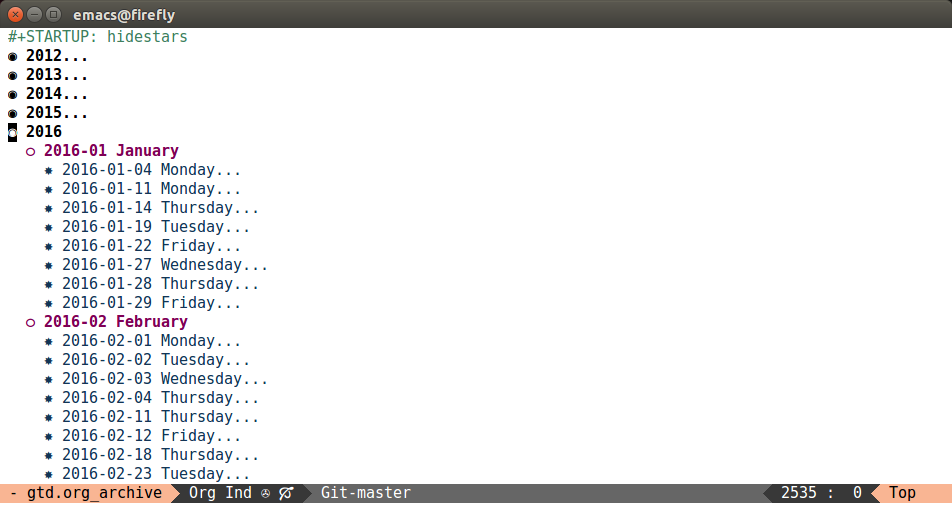 emacs@firefly
#+STARTUP: hidestars
◉ 2012...
◉ 2013...
◉ 2014...
◉ 2015...
◉ 2016
○ 2016-01 January
✸ 2016-01-04 Monday...
✸ 2016-01-11 Monday...
✸ 2016-01-14 Thursday...
✸ 2016-01-19 Tuesday...
✸ 2016-01-22 Friday...
✸ 2016-01-27 Wednesday...
✸ 2016-01-28 Thursday...
✸ 2016-01-29 Friday...
○ 2016-02 February
✸ 2016-02-01 Monday...
✸ 2016-02-02 Tuesday...
✸ 2016-02-03 Wednesday...
✸ 2016-02-04 Thursday...
✸ 2016-02-11 Thursday...
✸ 2016-02-12 Friday...
✸ 2016-02-18 Thursday...
✸ 2016-02-23 Tuesday...
- gtd.org_archive Org Ind Git-master 2535 : 0 Top